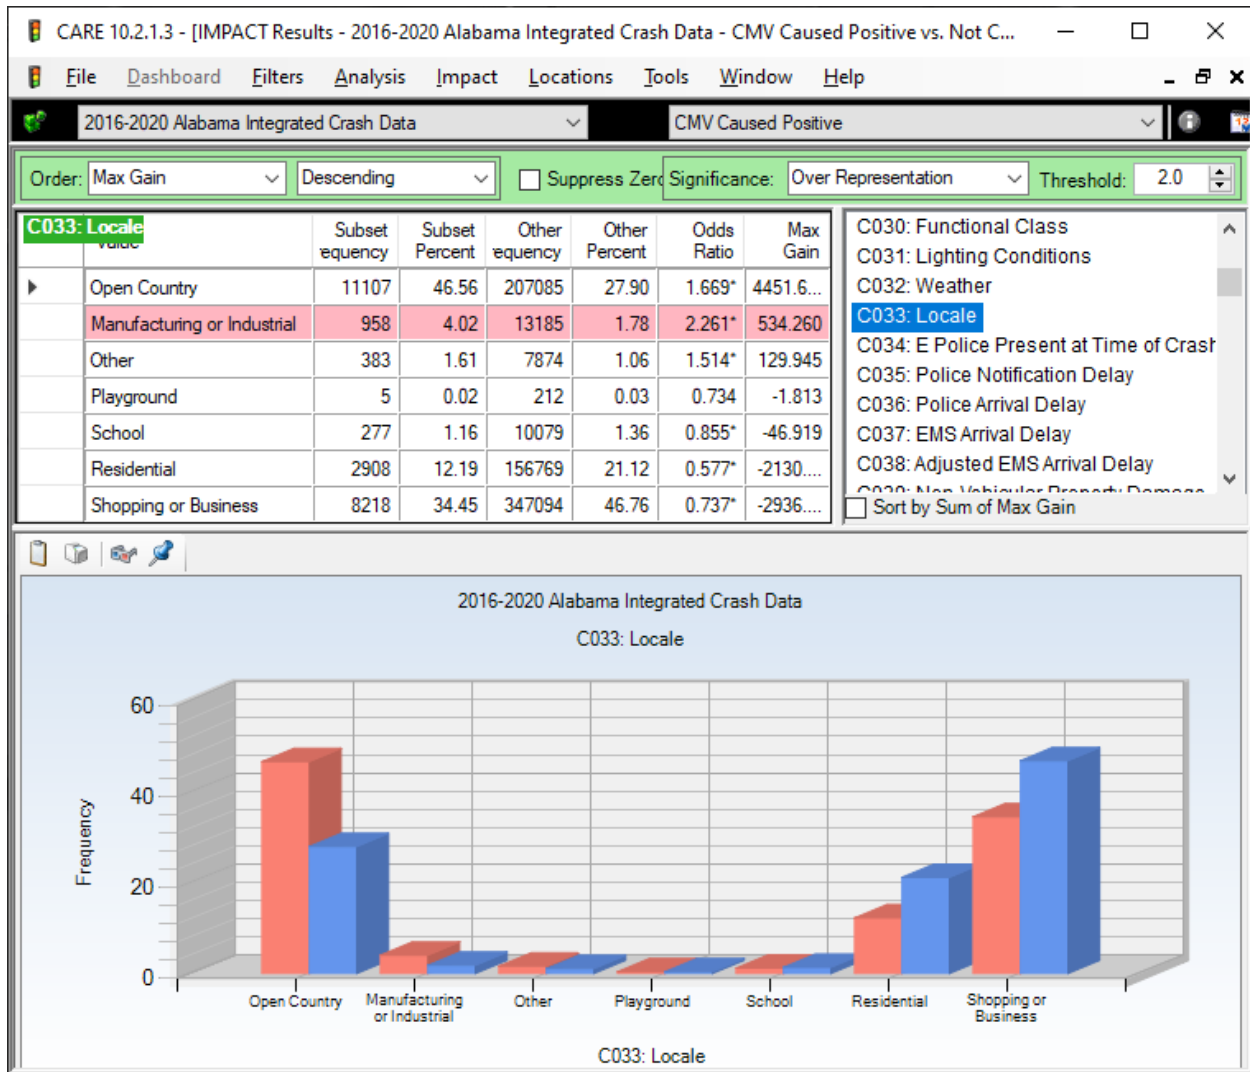 CARE 10.2.1.3 - [IMPACT Results - 2016-2020 Alabama Integrated Crash Data - CMV Caused Positive vs. Not C...
File Dashboard Filters Analysis Impact Locations Tools Window Help
2016-2020 Alabama Integrated Crash Data CMV Caused Positive
Order: Max Gain Descending Suppress Zero Significance: Over Representation Threshold: 2.0
C033: Locale Subset Subset Other Other Odds Max
equency Percent equency Percent Ratio Gain
Open Country 11107 46.56 207085 27.90 1.669* 4451.6...
Manufacturing or Industrial 958 4.02 13185 1.78 2.261* 534.260
Other 383 1.61 7874 1.06 1.514* 129.945
Playground 5 0.02 212 0.03 0.734 -1.813
School 277 1.16 10079 1.36 0.855* -46.919
Residential 2908 12.19 156769 21.12 0.577* -2130....
Shopping or Business 8218 34.45 347094 46.76 0.737* -2936....
C030: Functional Class
C031: Lighting Conditions
C032: Weather
C033: Locale
C034: E Police Present at Time of Crash
C035: Police Notification Delay
C036: Police Arrival Delay
C037: EMS Arrival Delay
C038: Adjusted EMS Arrival Delay
C039: Non-Vehicular Property Damage
Sort by Sum of Max Gain
2016-2020 Alabama Integrated Crash Data
C033: Locale
60
40
20
0
Frequency
Open Country Manufacturing or Industrial Other Playground School Residential Shopping or Business
C033: Locale